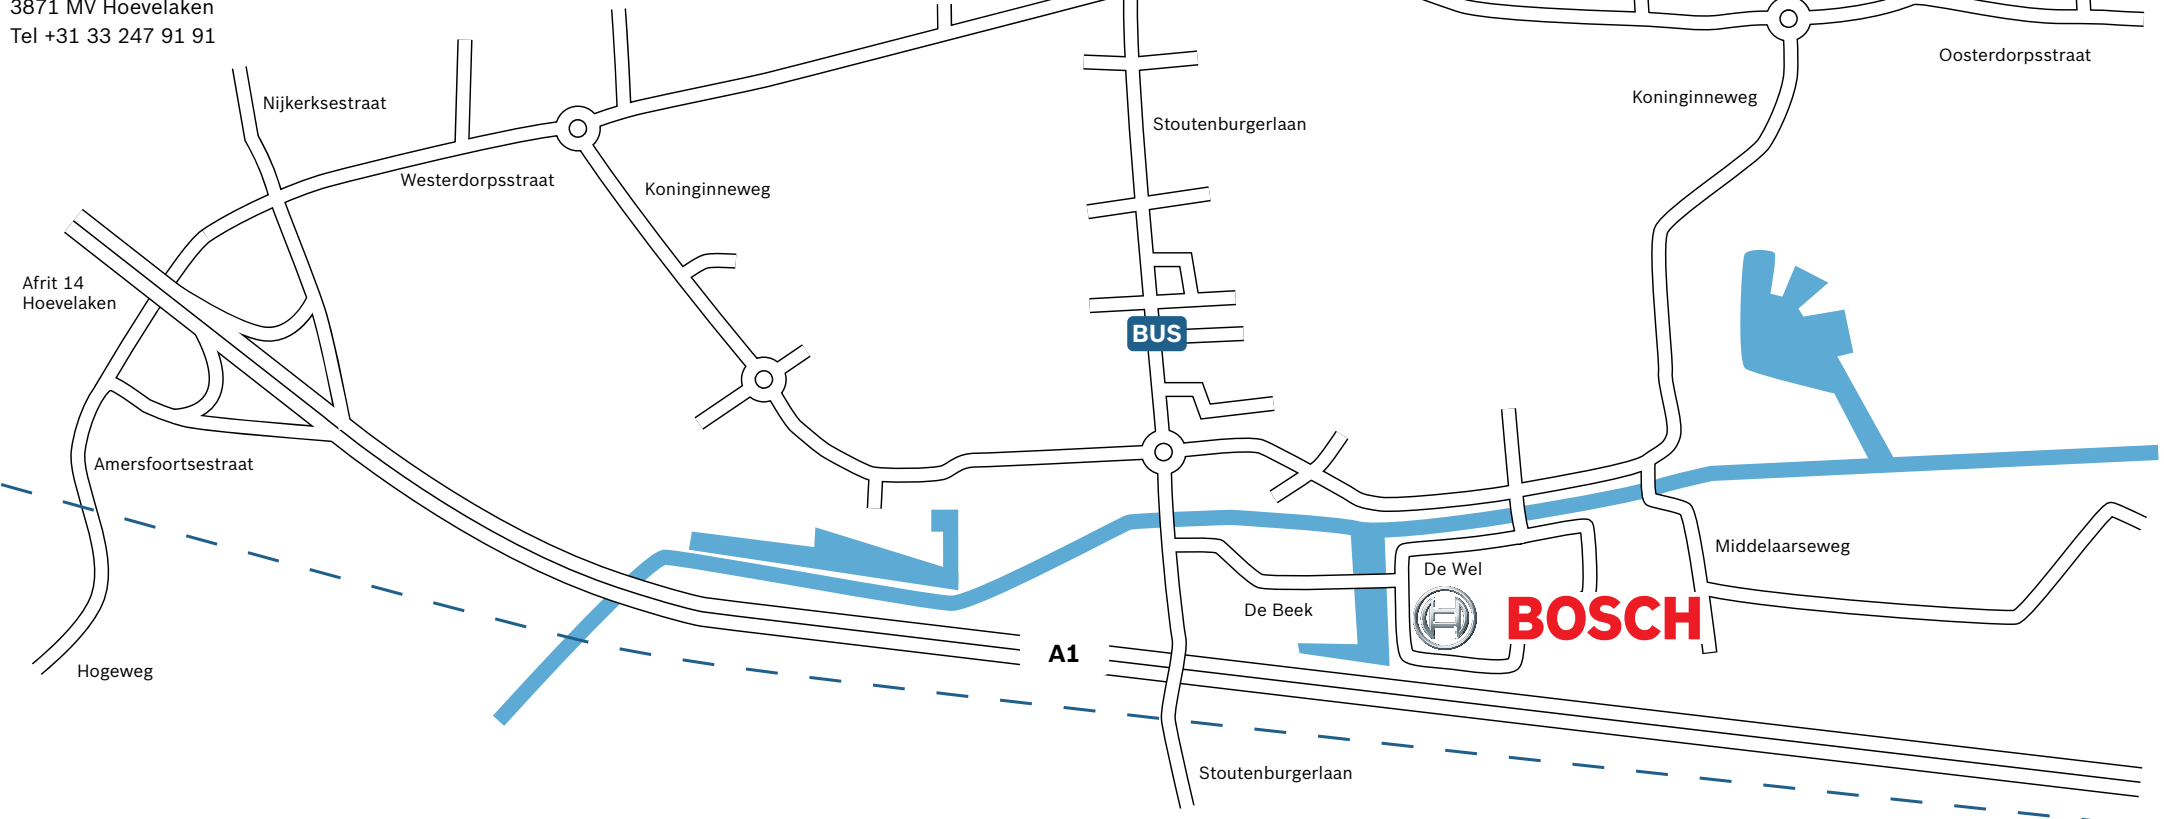 3871 MV Hoevelaken
Tel +31 33 247 91 91
Oosterdorpsstraat
Nijkerksestraat
Koninginneweg
Stoutenburgerlaan
Westerdorpsstraat
Koninginneweg
Afrit 14
Hoevelaken
BUS
Amersfoortsestraat
Middelaarseweg
De Wel
De Beek
BOSCH
A1
Hogeweg
Stoutenburgerlaan